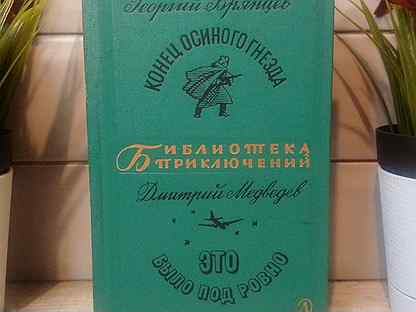 Георгий Брянцев
КОНЕЦ ОСИНОГО ГНЕЗДА
БИБЛИОТЕКА
ПРИКЛЮЧЕНИЙ
Дмитрий Медведев
ЭТО
БЫЛО ПОД РОВНО